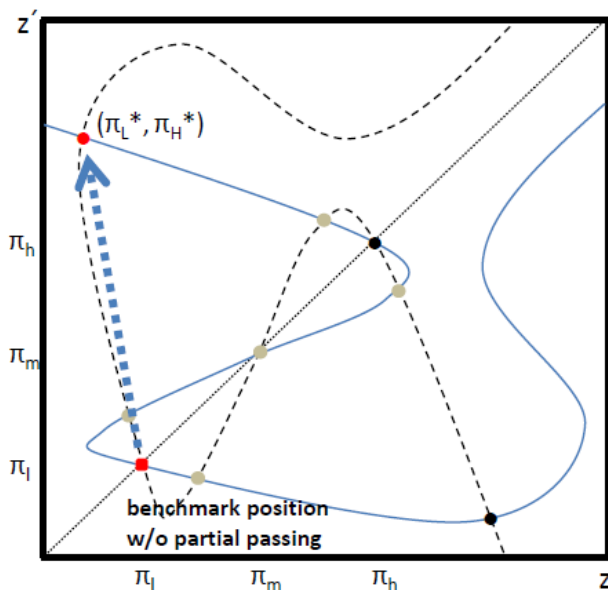 z´
(π_L*, π_H*)
π_h
π_m
π_l
benchmark position
w/o partial passing
π_l π_m π_h z